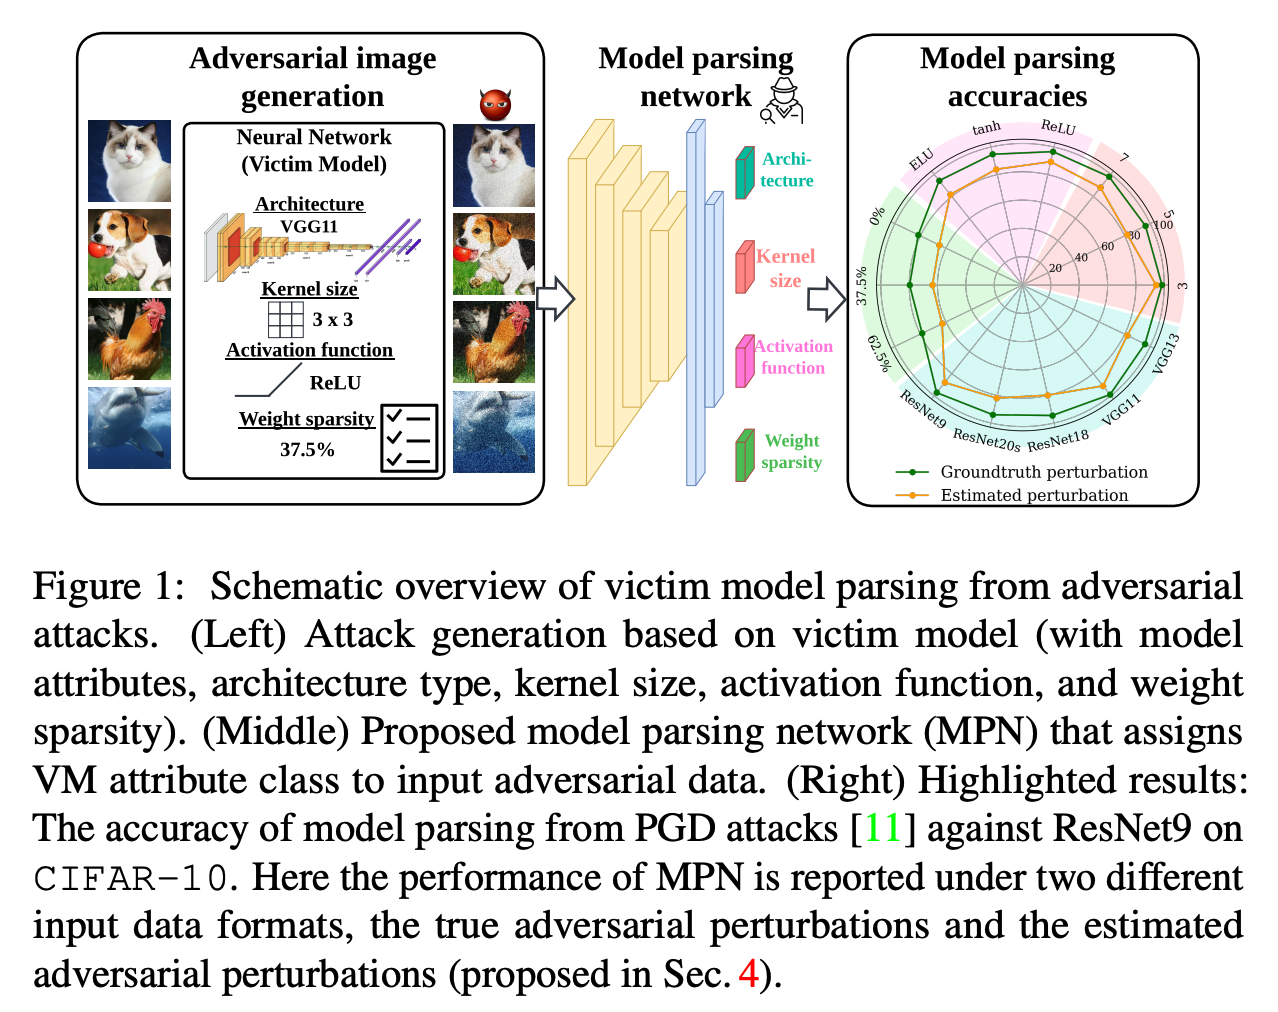 Adversarial image
generation
Neural Network
(Victim Model)
Architecture
VGG11
Kernel size
3 x 3
Activation function
ReLU
Weight sparsity
37.5%
Model parsing
network
Archi-
tecture
Kernel
size
Activation
function
Weight
sparsity
Model parsing
accuracies
tanh
ReLU
ELU
7
0%
5
100
80
60
40
20
37.5%
3
62.5%
VGG13
ResNet9
VGG11
ResNet20s
ResNet18
Groundtruth perturbation
Estimated perturbation
Figure 1: Schematic overview of victim model parsing from adversarial
attacks. (Left) Attack generation based on victim model (with model
attributes, architecture type, kernel size, activation function, and weight
sparsity). (Middle) Proposed model parsing network (MPN) that assigns
VM attribute class to input adversarial data. (Right) Highlighted results:
The accuracy of model parsing from PGD attacks [11] against ResNet9 on
CIFAR-10. Here the performance of MPN is reported under two different
input data formats, the true adversarial perturbations and the estimated
adversarial perturbations (proposed in Sec. 4).